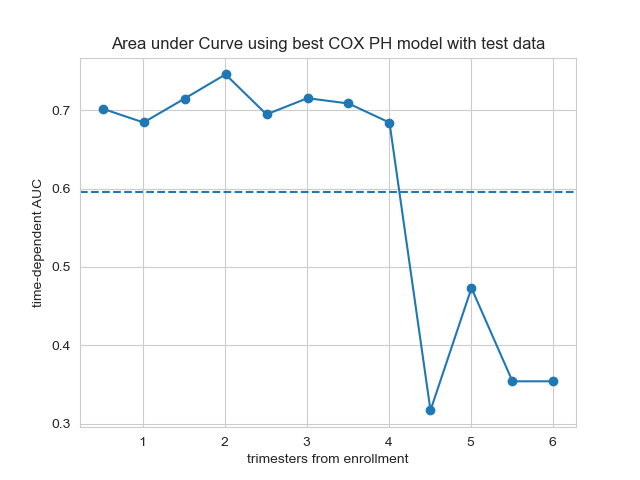 Area under Curve using best COX PH model with test data
time-dependent AUC
0.7
0.6
0.5
0.4
0.3
1 2 3 4 5 6
trimesters from enrollment